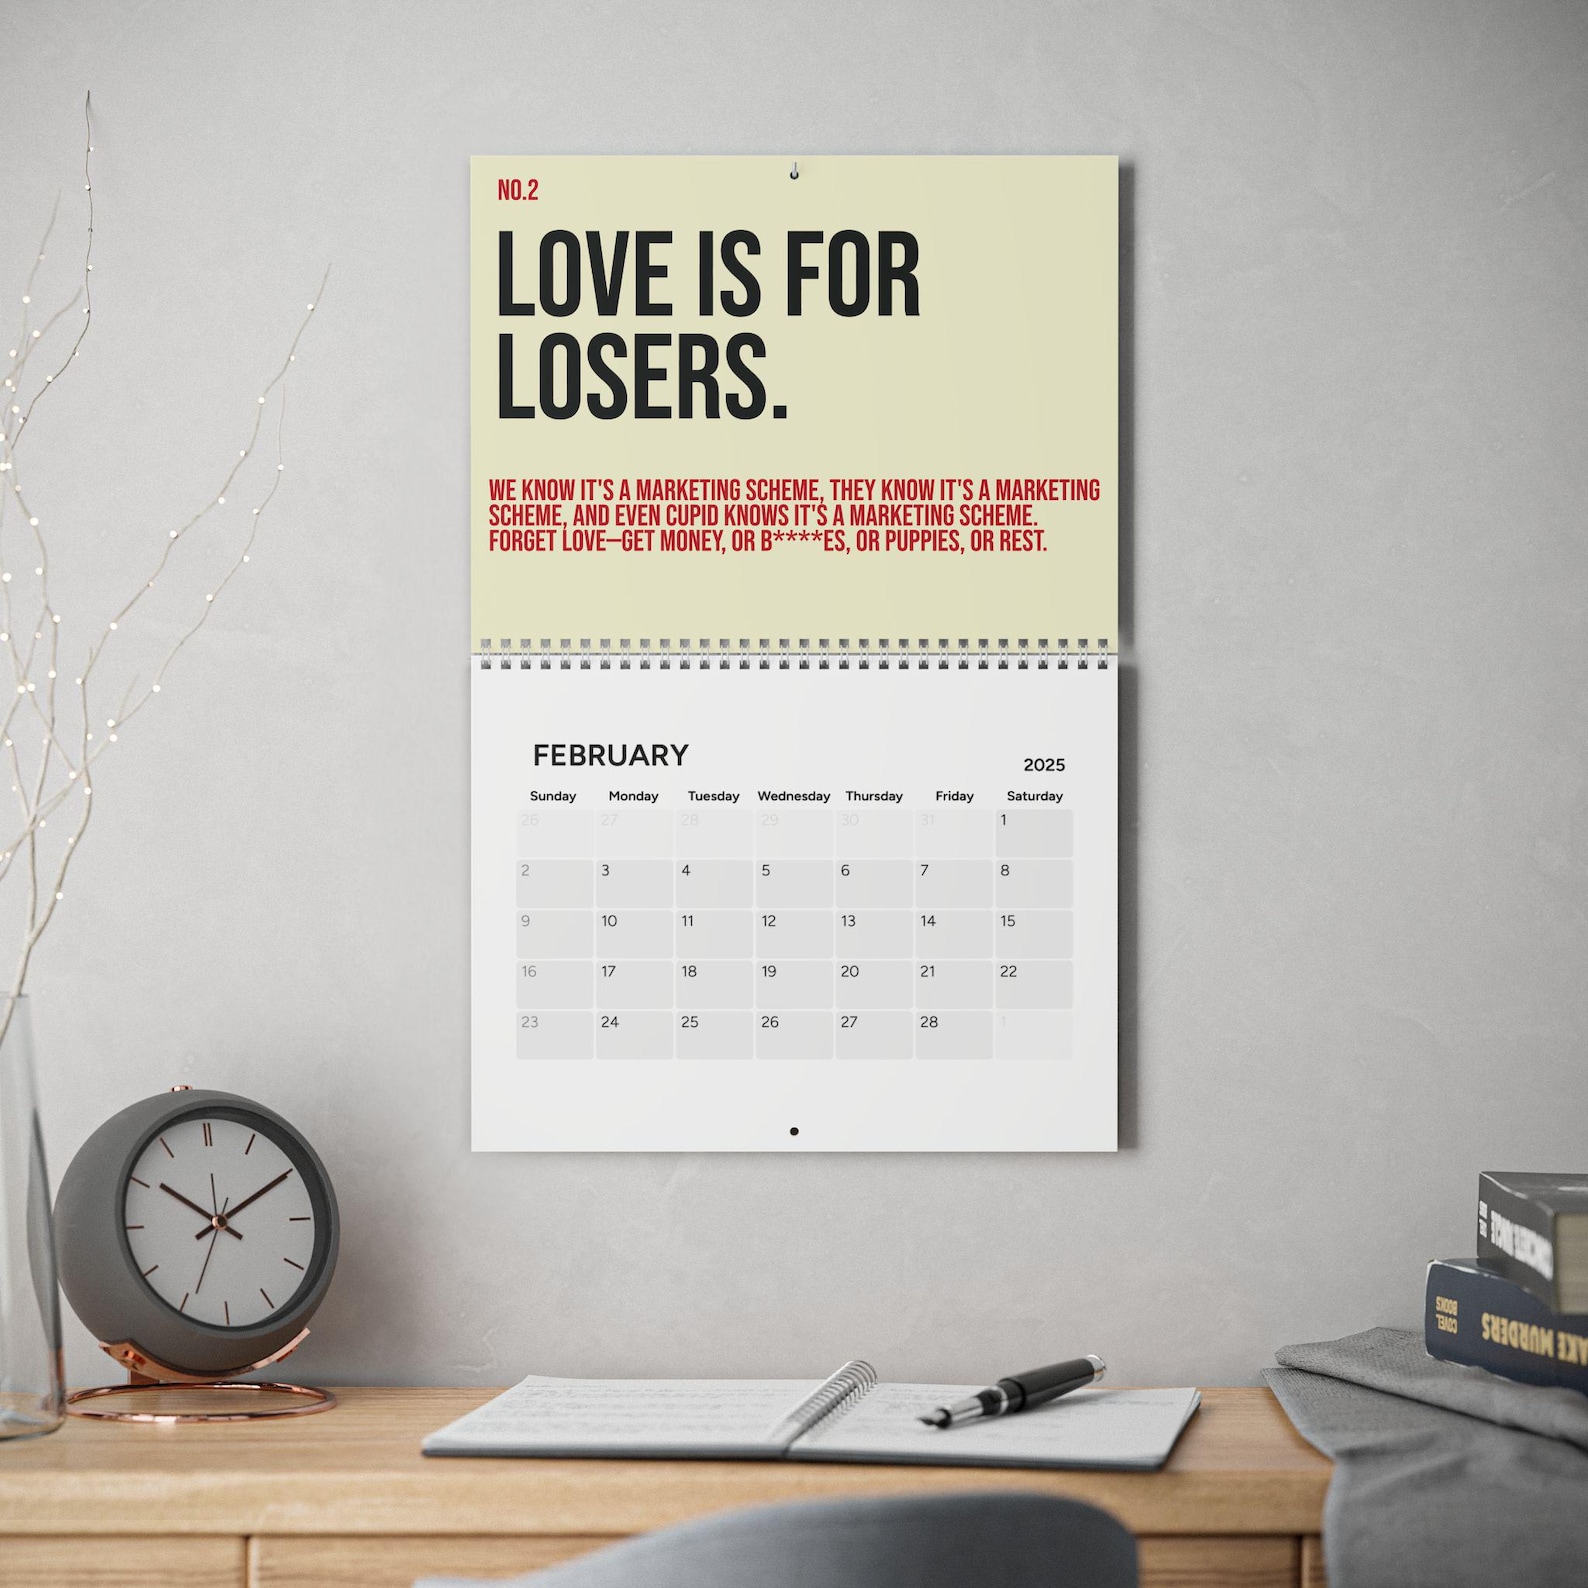 NO.2
LOVE IS FOR
LOSERS.
WE KNOW IT'S A MARKETING SCHEME, THEY KNOW IT'S A MARKETING
SCHEME, AND EVEN CUPID KNOWS IT'S A MARKETING SCHEME.
FORGET LOVE—GET MONEY, OR B****ES, OR PUPPIES, OR REST.
FEBRUARY
2025
Sunday Monday Tuesday Wednesday Thursday Friday Saturday
26 27 28 29 30 31 1
2 3 4 5 6 7 8
9 10 11 12 13 14 15
16 17 18 19 20 21 22
23 24 25 26 27 28 1
COVEL
BOOKS
MURDERS